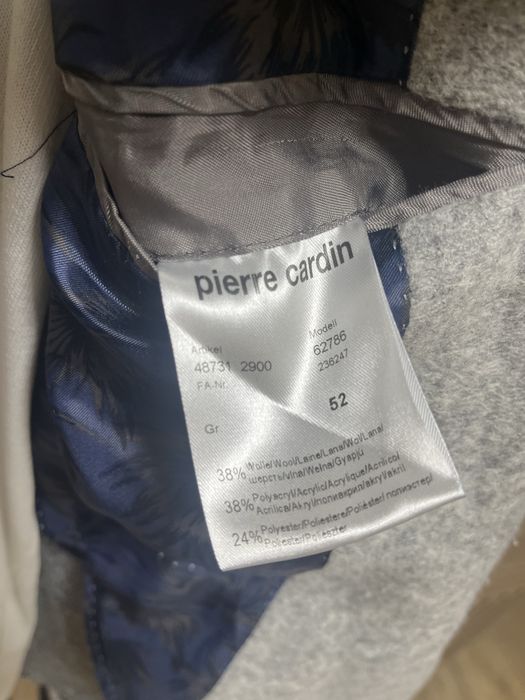 pierre cardin
Artikel Modell
48731 2900 62786
FA-Nr. 236247
Gr 52
38% Wolle/Wool/Laine/Lana/Wol/Lana/
шерсть/vlna/Wełna/Gyapjú
38% Polyacryl/Acrylic/Acrylique/Acrilico/
Acrilica/Akryl/полиакрил/akryl/akril
24% Polyester/Poliestere/Poliéster/ полиэстер/
Poliester/Poliészter